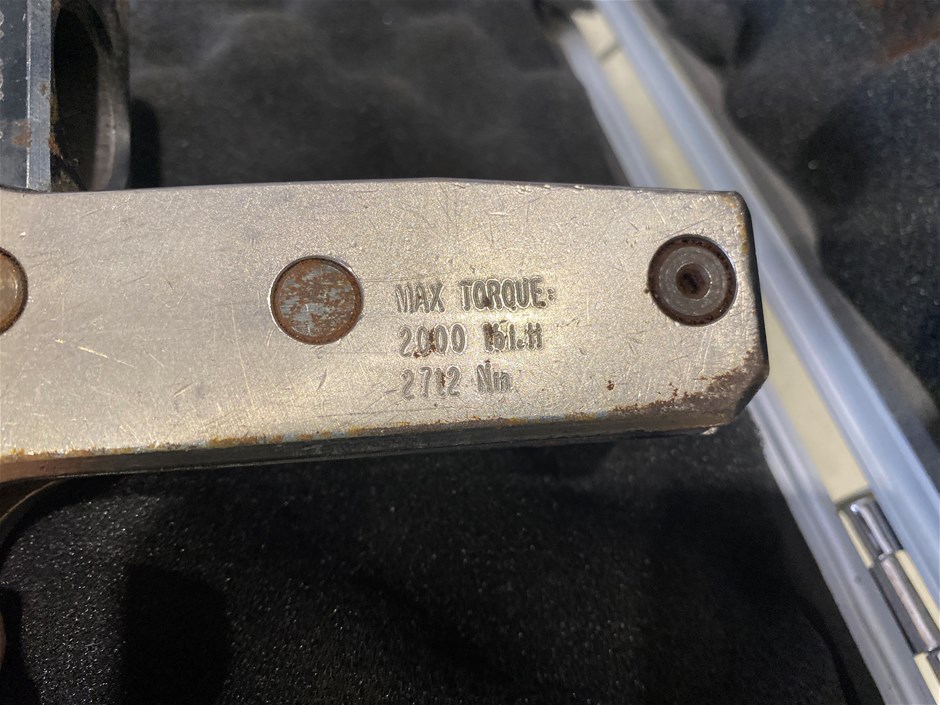 MAX TORQUE:
2000 lbf.ft
2712 Nm